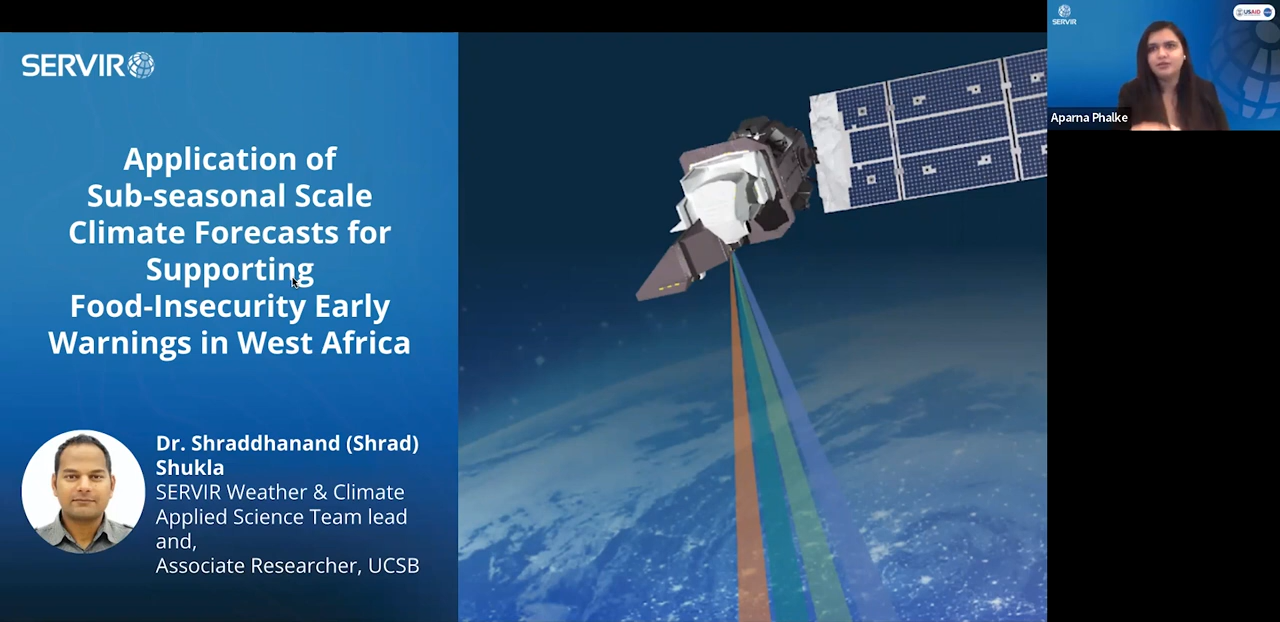 SERVIR
Application of
Sub-seasonal Scale
Climate Forecasts for
Supporting
Food-Insecurity Early
Warnings in West Africa
Dr. Shraddhanand (Shrad)
Shukla
SERVIR Weather & Climate
Applied Science Team lead
and,
Associate Researcher, UCSB
SERVIR
USAID
Aparna Phalke